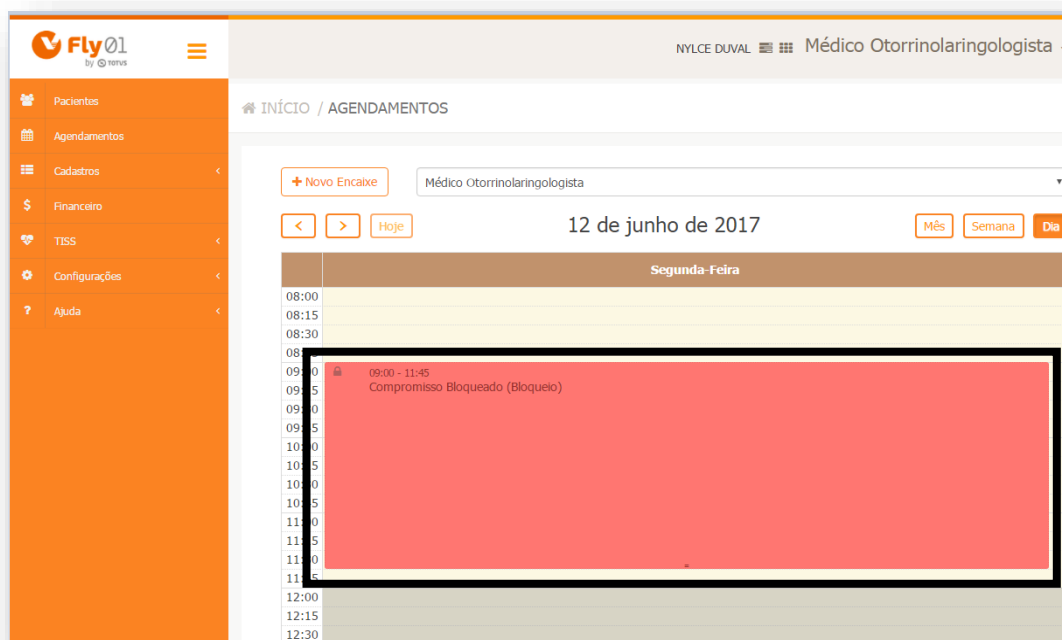 Fly01
by TOTVS
NYLCE DUVAL Médico Otorrinolaringologista
Pacientes
INÍCIO / AGENDAMENTOS
Agendamentos
Cadastros
Financeiro
TISS
Configurações
Ajuda
+ Novo Encaixe
Médico Otorrinolaringologista
< > Hoje
12 de junho de 2017
Mês Semana Dia
Segunda-Feira
08:00
08:15
08:30
09:00 - 11:45
Compromisso Bloqueado (Bloqueio)
12:00
12:15
12:30